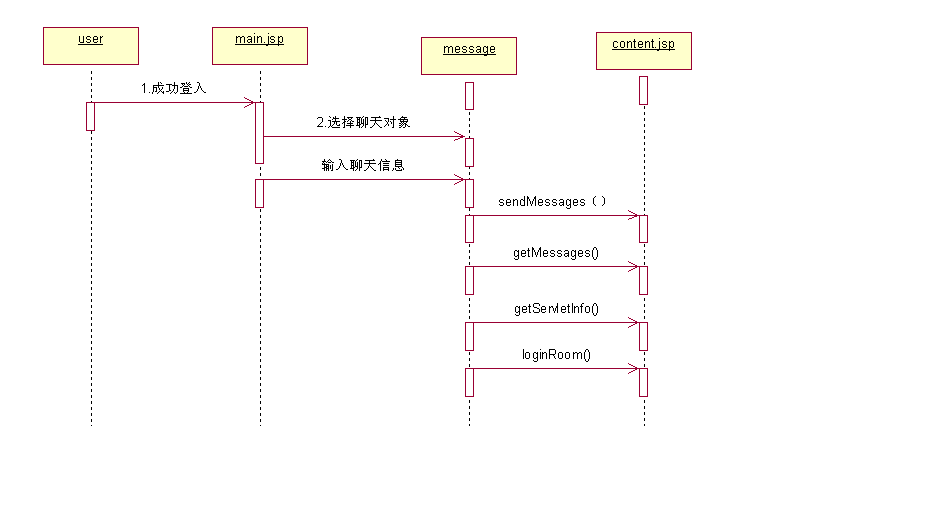 user
main.jsp
message
content.jsp
1.成功登入
2.选择聊天对象
输入聊天信息
sendMessages（）
getMessages()
getServletInfo()
loginRoom()